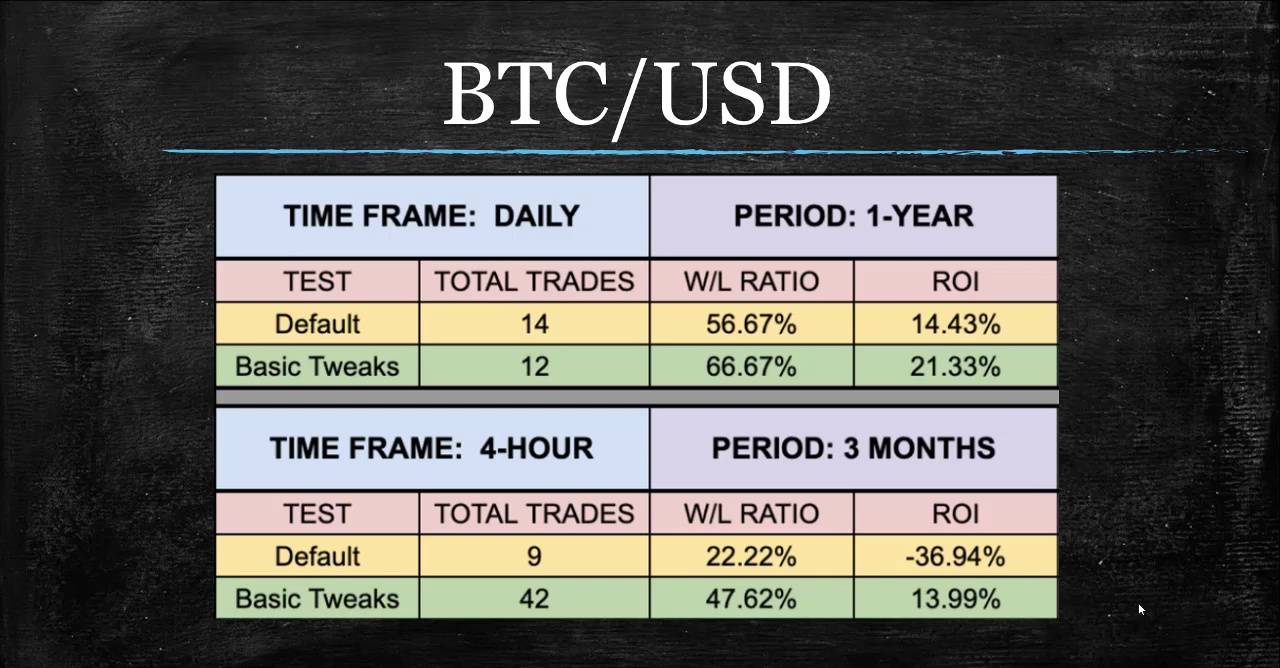 BTC/USD
TIME FRAME: DAILY PERIOD: 1-YEAR
TEST TOTAL TRADES W/L RATIO ROI
Default 14 56.67% 14.43%
Basic Tweaks 12 66.67% 21.33%
TIME FRAME: 4-HOUR PERIOD: 3 MONTHS
TEST TOTAL TRADES W/L RATIO ROI
Default 9 22.22% -36.94%
Basic Tweaks 42 47.62% 13.99%